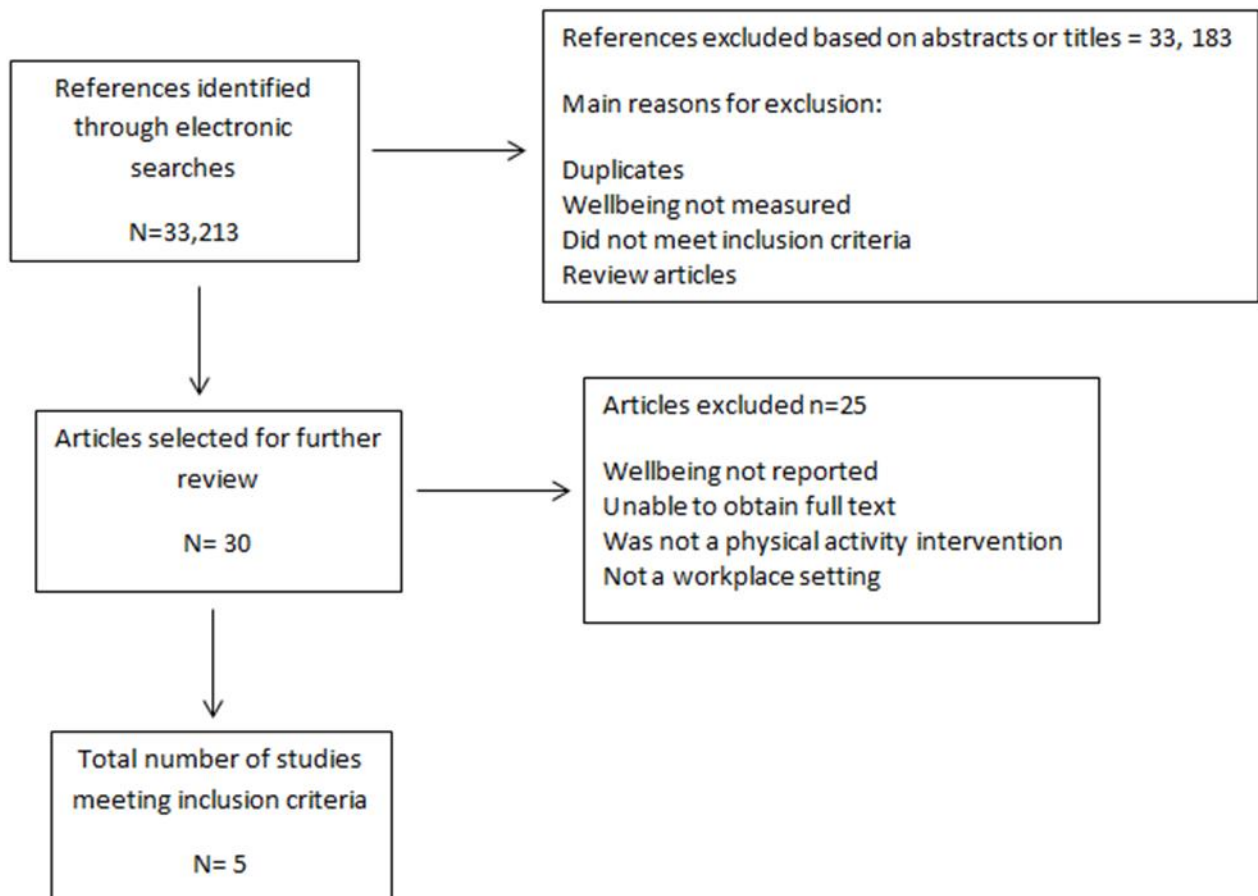 References identified
through electronic
searches
N=33,213
References excluded based on abstracts or titles = 33, 183
Main reasons for exclusion:
Duplicates
Wellbeing not measured
Did not meet inclusion criteria
Review articles
Articles selected for further
review
N= 30
Articles excluded n=25
Wellbeing not reported
Unable to obtain full text
Was not a physical activity intervention
Not a workplace setting
Total number of studies
meeting inclusion criteria
N= 5